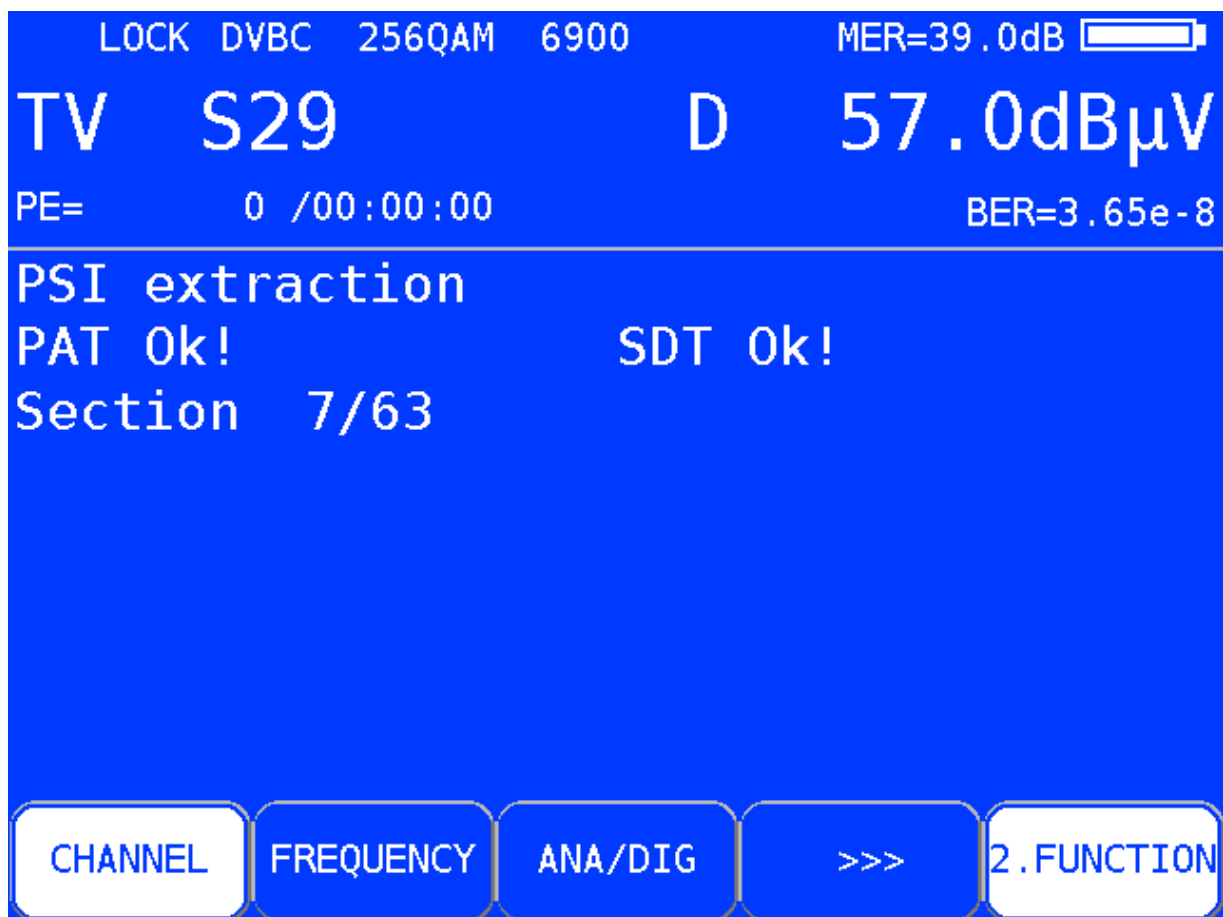 LOCK DVBC 256QAM 6900 MER=39.0dB
TV S29 D 57.0dBµV
PE= 0 /00:00:00 BER=3.65e-8
PSI extraction
PAT Ok! SDT Ok!
Section 7/63
CHANNEL FREQUENCY ANA/DIG >>> 2.FUNCTION